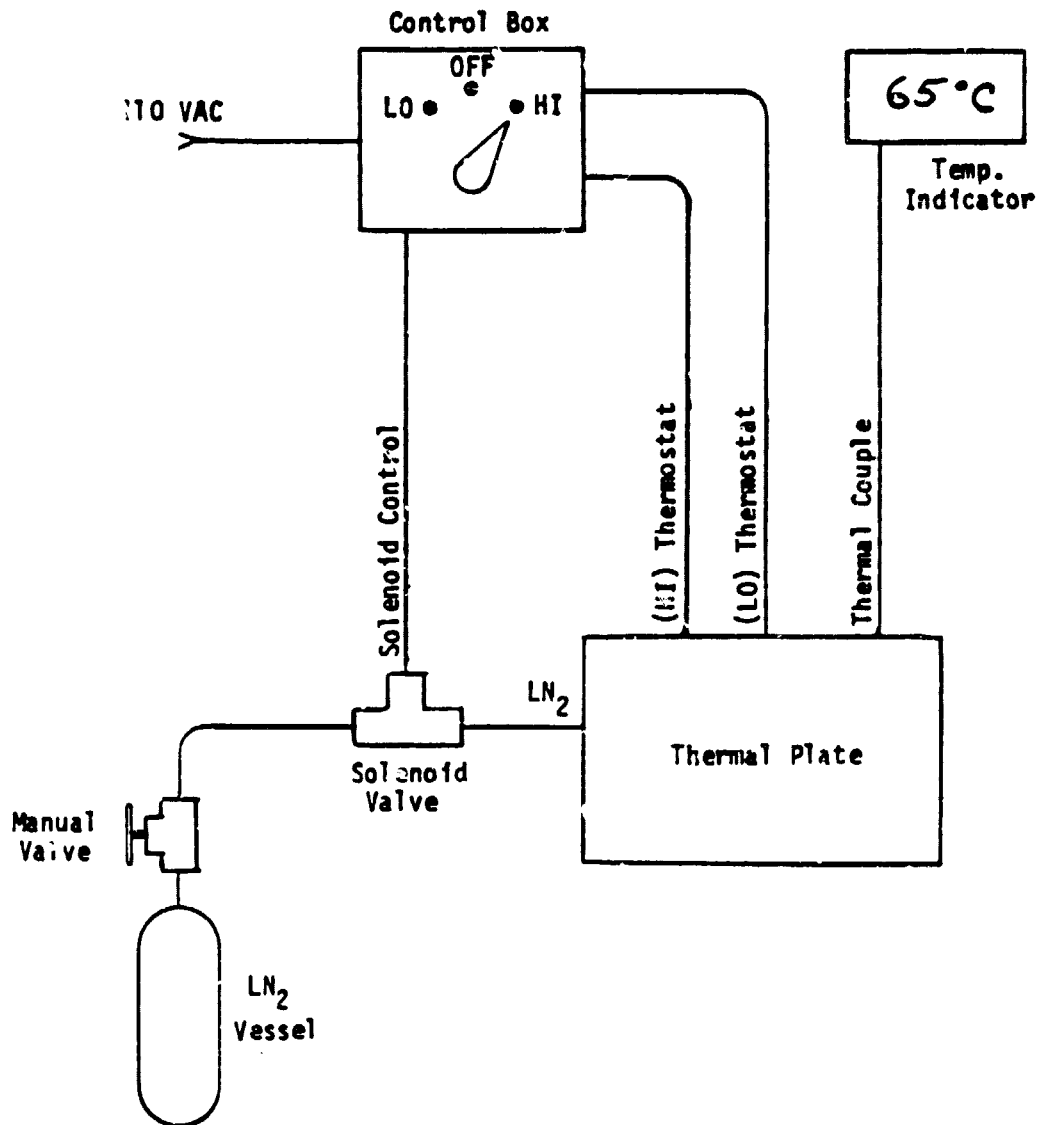 Control Box
OFF
LO
HI
110 VAC
65°C
Temp.
Indicator
Solenoid Control
(HI) Thermostat
(LO) Thermostat
Thermal Couple
LN2
Thermal Plate
Solenoid
Valve
Manual
Valve
LN2
Vessel